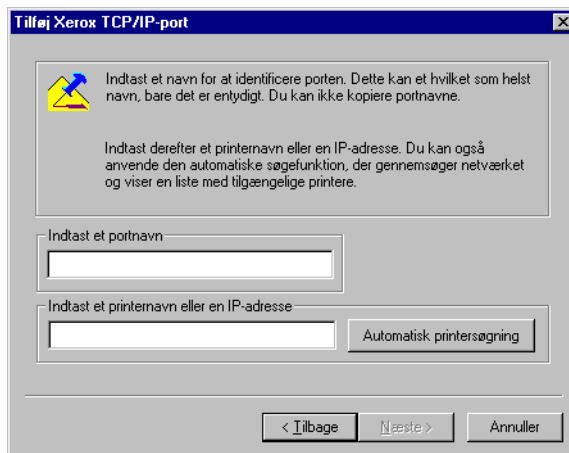 Tilføj Xerox TCP/IP-port
Indtast et navn for at identificere porten. Dette kan et hvilket som helst
navn, bare det er entydigt. Du kan ikke kopiere portnavne.
Indtast derefter et printernavn eller en IP-adresse. Du kan også
anvende den automatiske søgefunktion, der gennemsøger netværket
og viser en liste med tilgængelige printere.
Indtast et portnavn
Indtast et printernavn eller en IP-adresse
Automatisk printersøgning
< Tilbage
Næste >
Annuller